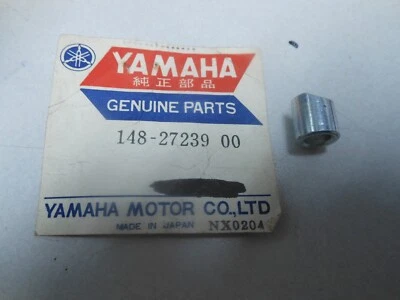 YAMAHA
純正部品
GENUINE PARTS
148-27239 00
YAMAHA MOTOR CO.,LTD
MADE IN JAPAN NX0204